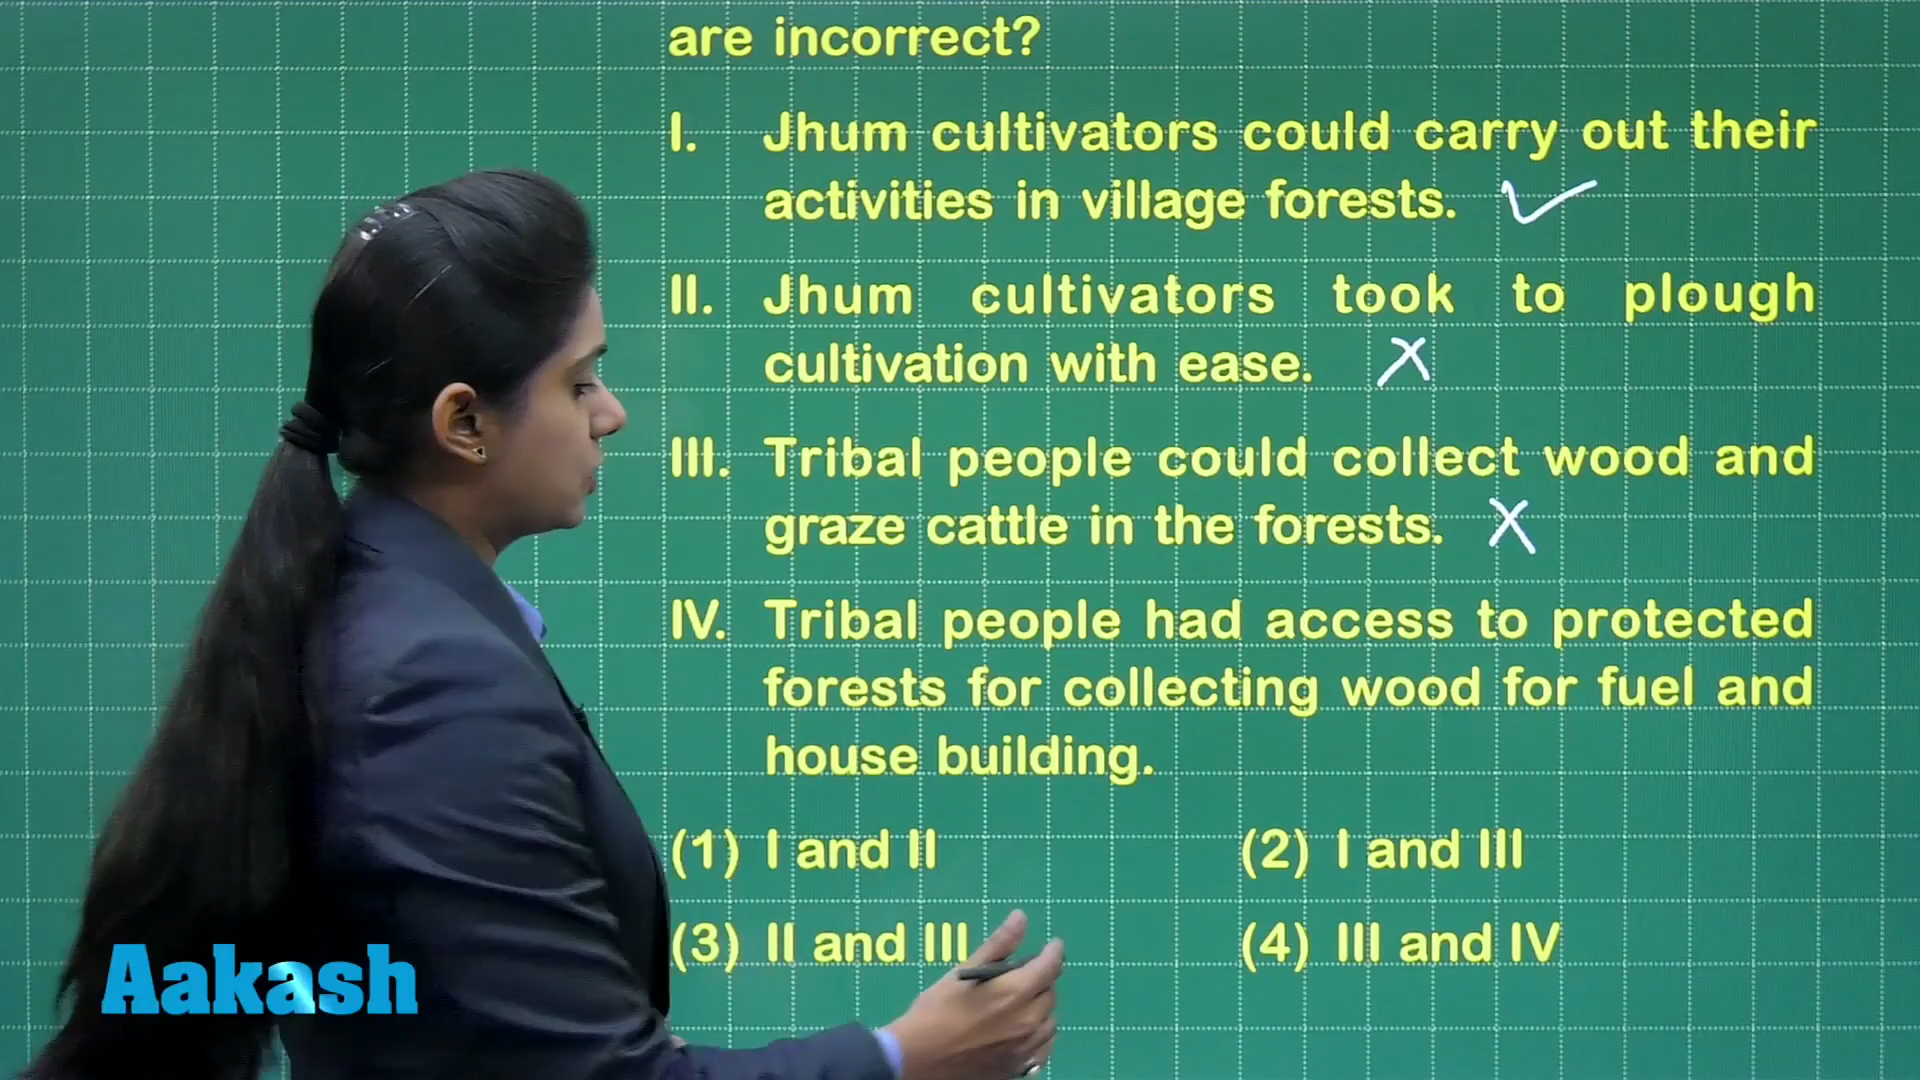 are incorrect?
I. Jhum cultivators could carry out their
activities in village forests.
II. Jhum cultivators took to plough
cultivation with ease.
III. Tribal people could collect wood and
graze cattle in the forests.
IV. Tribal people had access to protected
forests for collecting wood for fuel and
house building.
(1) I and II (2) I and III
(3) II and III (4) III and IV
Aakash